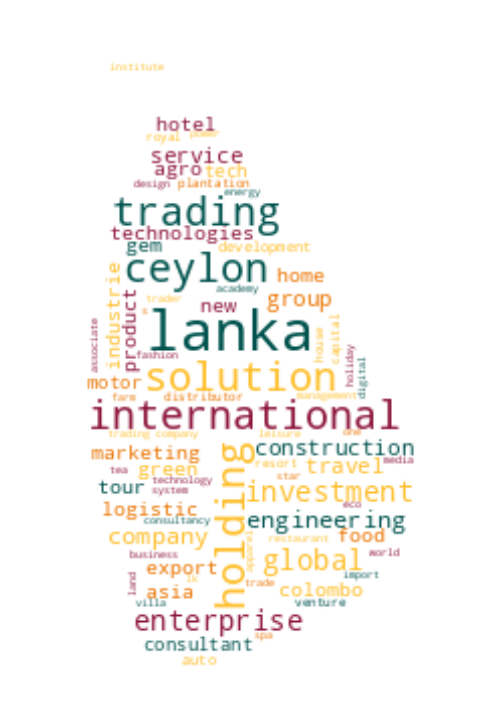 institute
hotel
royal power
service
agro tech
design plantation
energy
trading
technologies
gem development
ceylon home
academy
industrie product trader new group
s
lanka
associate fashion house capital holiday digital
motor solution
farm distributor management
international
trading company leisure one
marketing construction
tea green resort travel media
technology star
tour system holding investment
logistic eco
consultancy engineering
company apparel restaurant food
business global world
export import
land asia lk trade colombo
villa venture
enterprise
consultant spa
auto